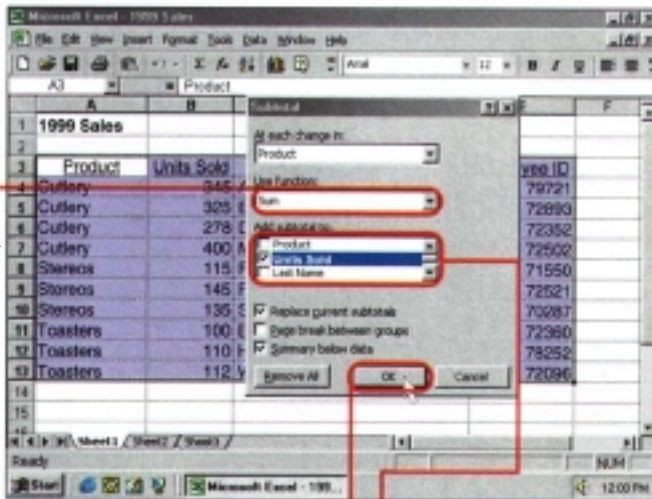 Microsoft Excel - 1999 Sales
File Edit View Insert Format Tools Data Window Help
Arial 12 B I U
A3 = Product
A B F
1 1999 Sales
2
3 Product Units Sold yee ID
4 Cutlery 345 79721
5 Cutlery 325 72893
6 Cutlery 278 72352
7 Cutlery 400 72502
8 Stereos 115 71550
9 Stereos 145 72521
10 Stereos 135 70287
11 Toasters 100 72360
12 Toasters 110 78252
13 Toasters 112 72096
14
15
Subtotal
At each change in:
Product
Use function:
Sum
Add subtotal to:
Product
Units Sold
Last Name
Replace current subtotals
Page break between groups
Summary below data
Remove All OK Cancel
Sheet1 Sheet2 Sheet3
Ready NUM
Start Microsoft Excel - 199... 12:00 PM